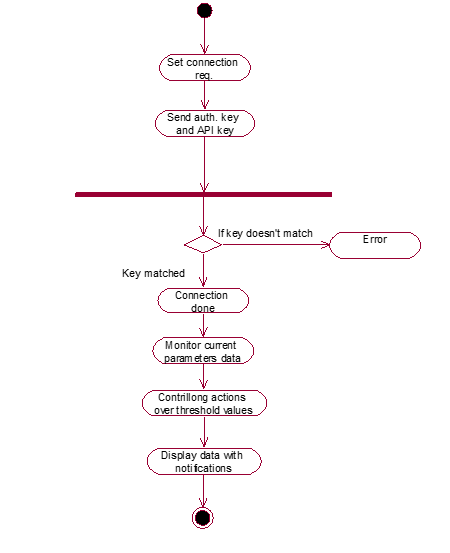 Set connection
req.
Send auth. key
and API key
If key doesn't match
Error
Key matched
Connection
done
Monitor current
parameters data
Contrillong actions
over threshold values
Display data with
notifications